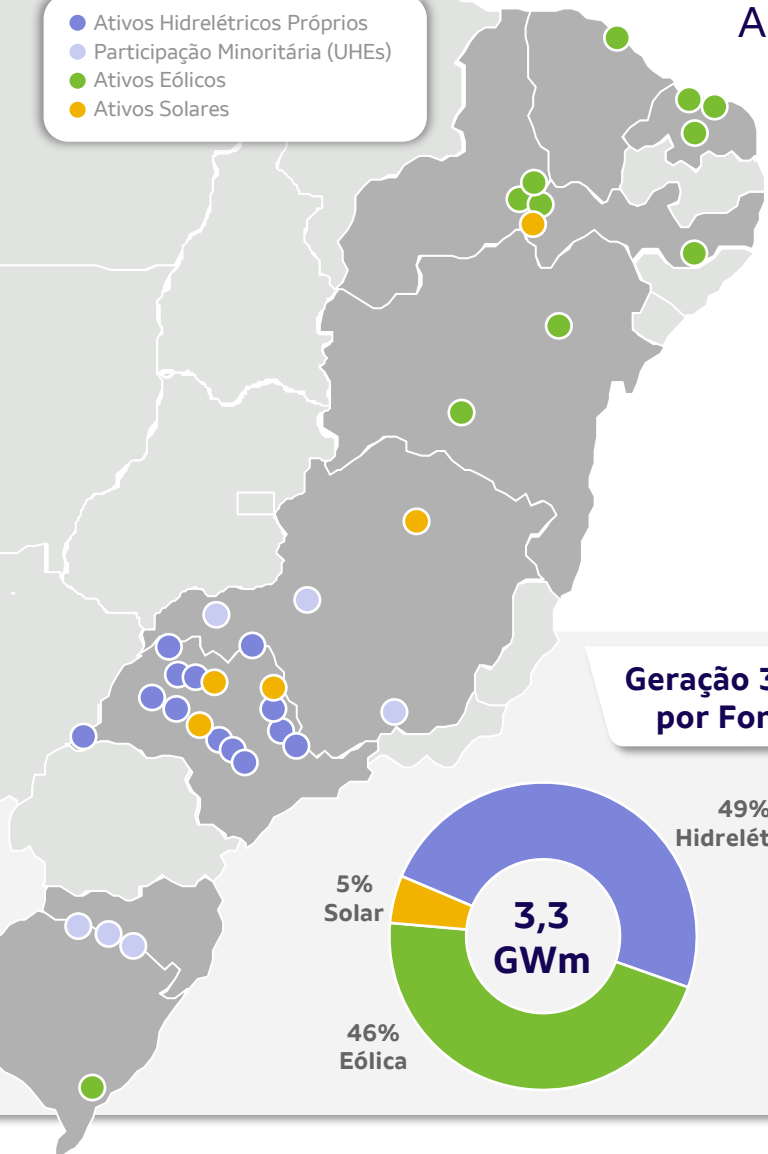 Ativos Hidrelétricos Próprios
Participação Minoritária (UHEs)
Ativos Eólicos
Ativos Solares
A
Geração 3
por Fon
49%
Hidrelét
5%
Solar
3,3
GWm
46%
Eólica